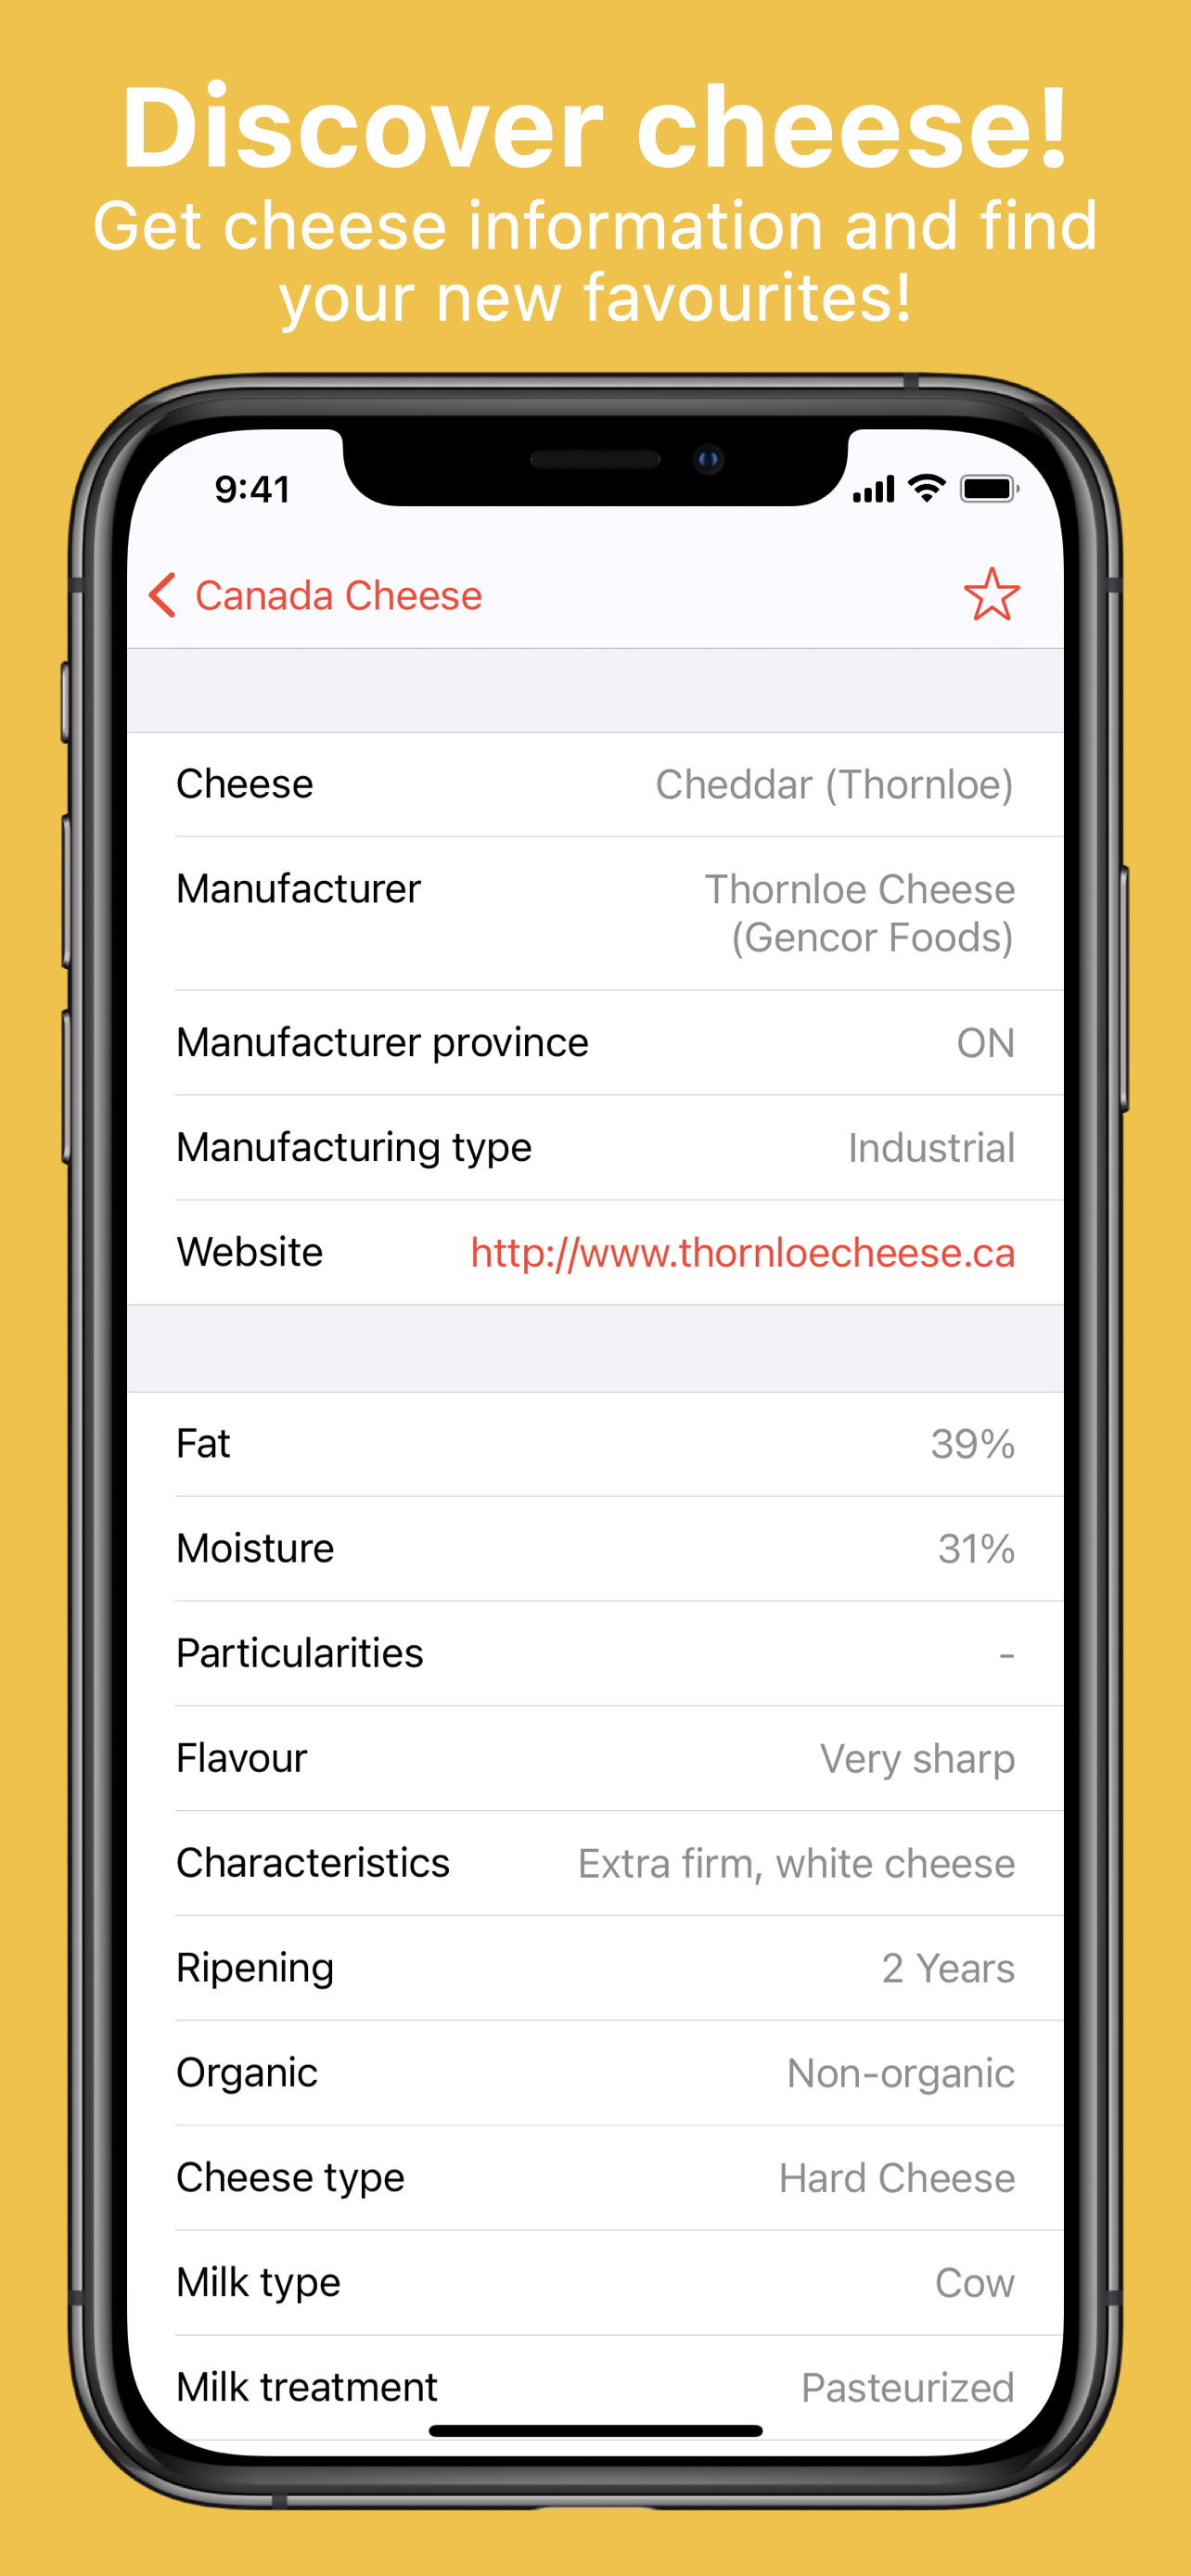 Discover cheese!
Get cheese information and find
your new favourites!
9:41
Canada Cheese
Cheese Cheddar (Thornloe)
Manufacturer Thornloe Cheese
(Gencor Foods)
Manufacturer province ON
Manufacturing type Industrial
Website http://www.thornloecheese.ca
Fat 39%
Moisture 31%
Particularities -
Flavour Very sharp
Characteristics Extra firm, white cheese
Ripening 2 Years
Organic Non-organic
Cheese type Hard Cheese
Milk type Cow
Milk treatment Pasteurized